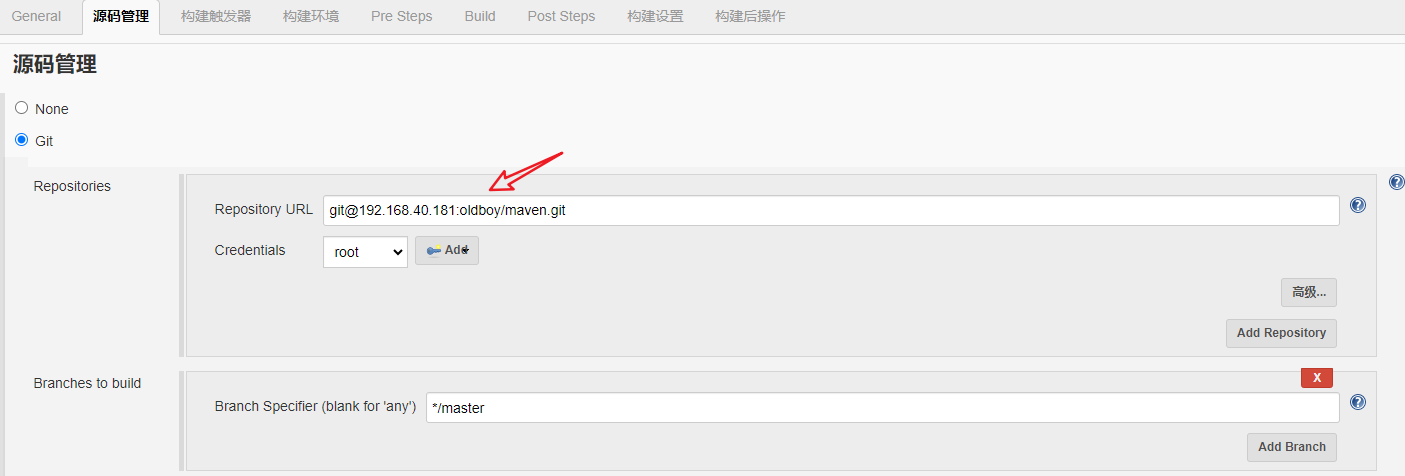 General 源码管理 构建触发器 构建环境 Pre Steps Build Post Steps 构建设置 构建后操作
源码管理
None
Git
Repositories
Repository URL git@192.168.40.181:oldboy/maven.git
Credentials root Add
高级...
Add Repository
Branches to build
X
Branch Specifier (blank for 'any') */master
Add Branch